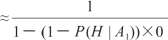 ≈ 1 / (1 − (1 − P(H | A₁)) × 0)